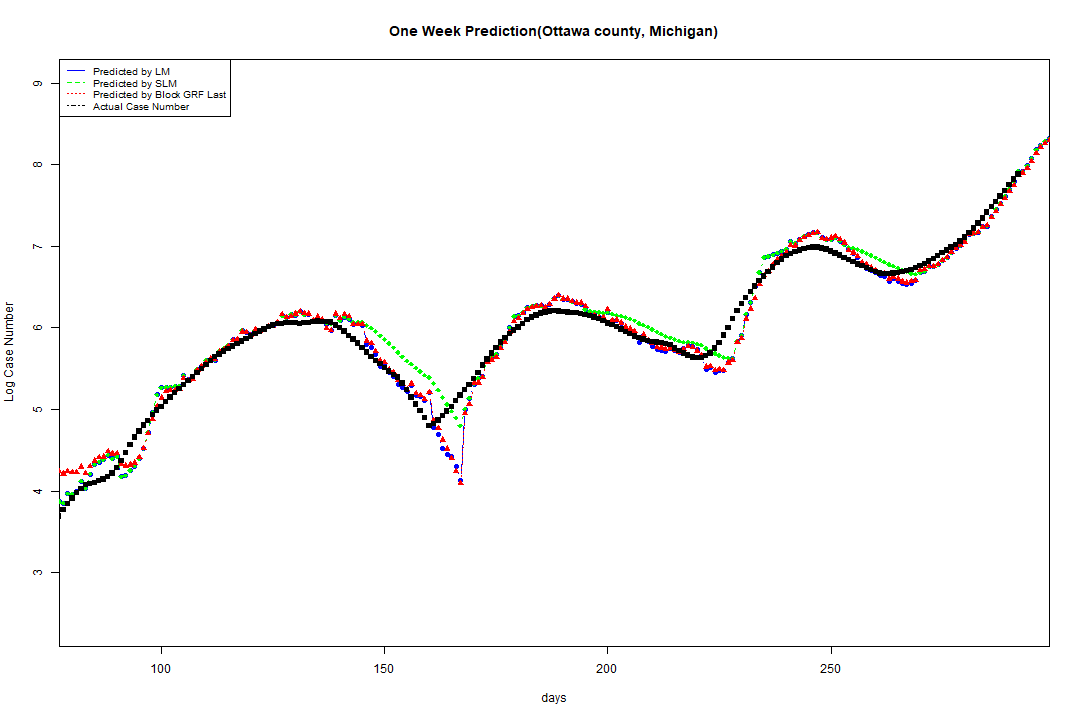 One Week Prediction(Ottawa county, Michigan)
Predicted by LM
Predicted by SLM
Predicted by Block GRF Last
Actual Case Number
9
8
7
6
5
4
3
Log Case Number
100 150 200 250
days